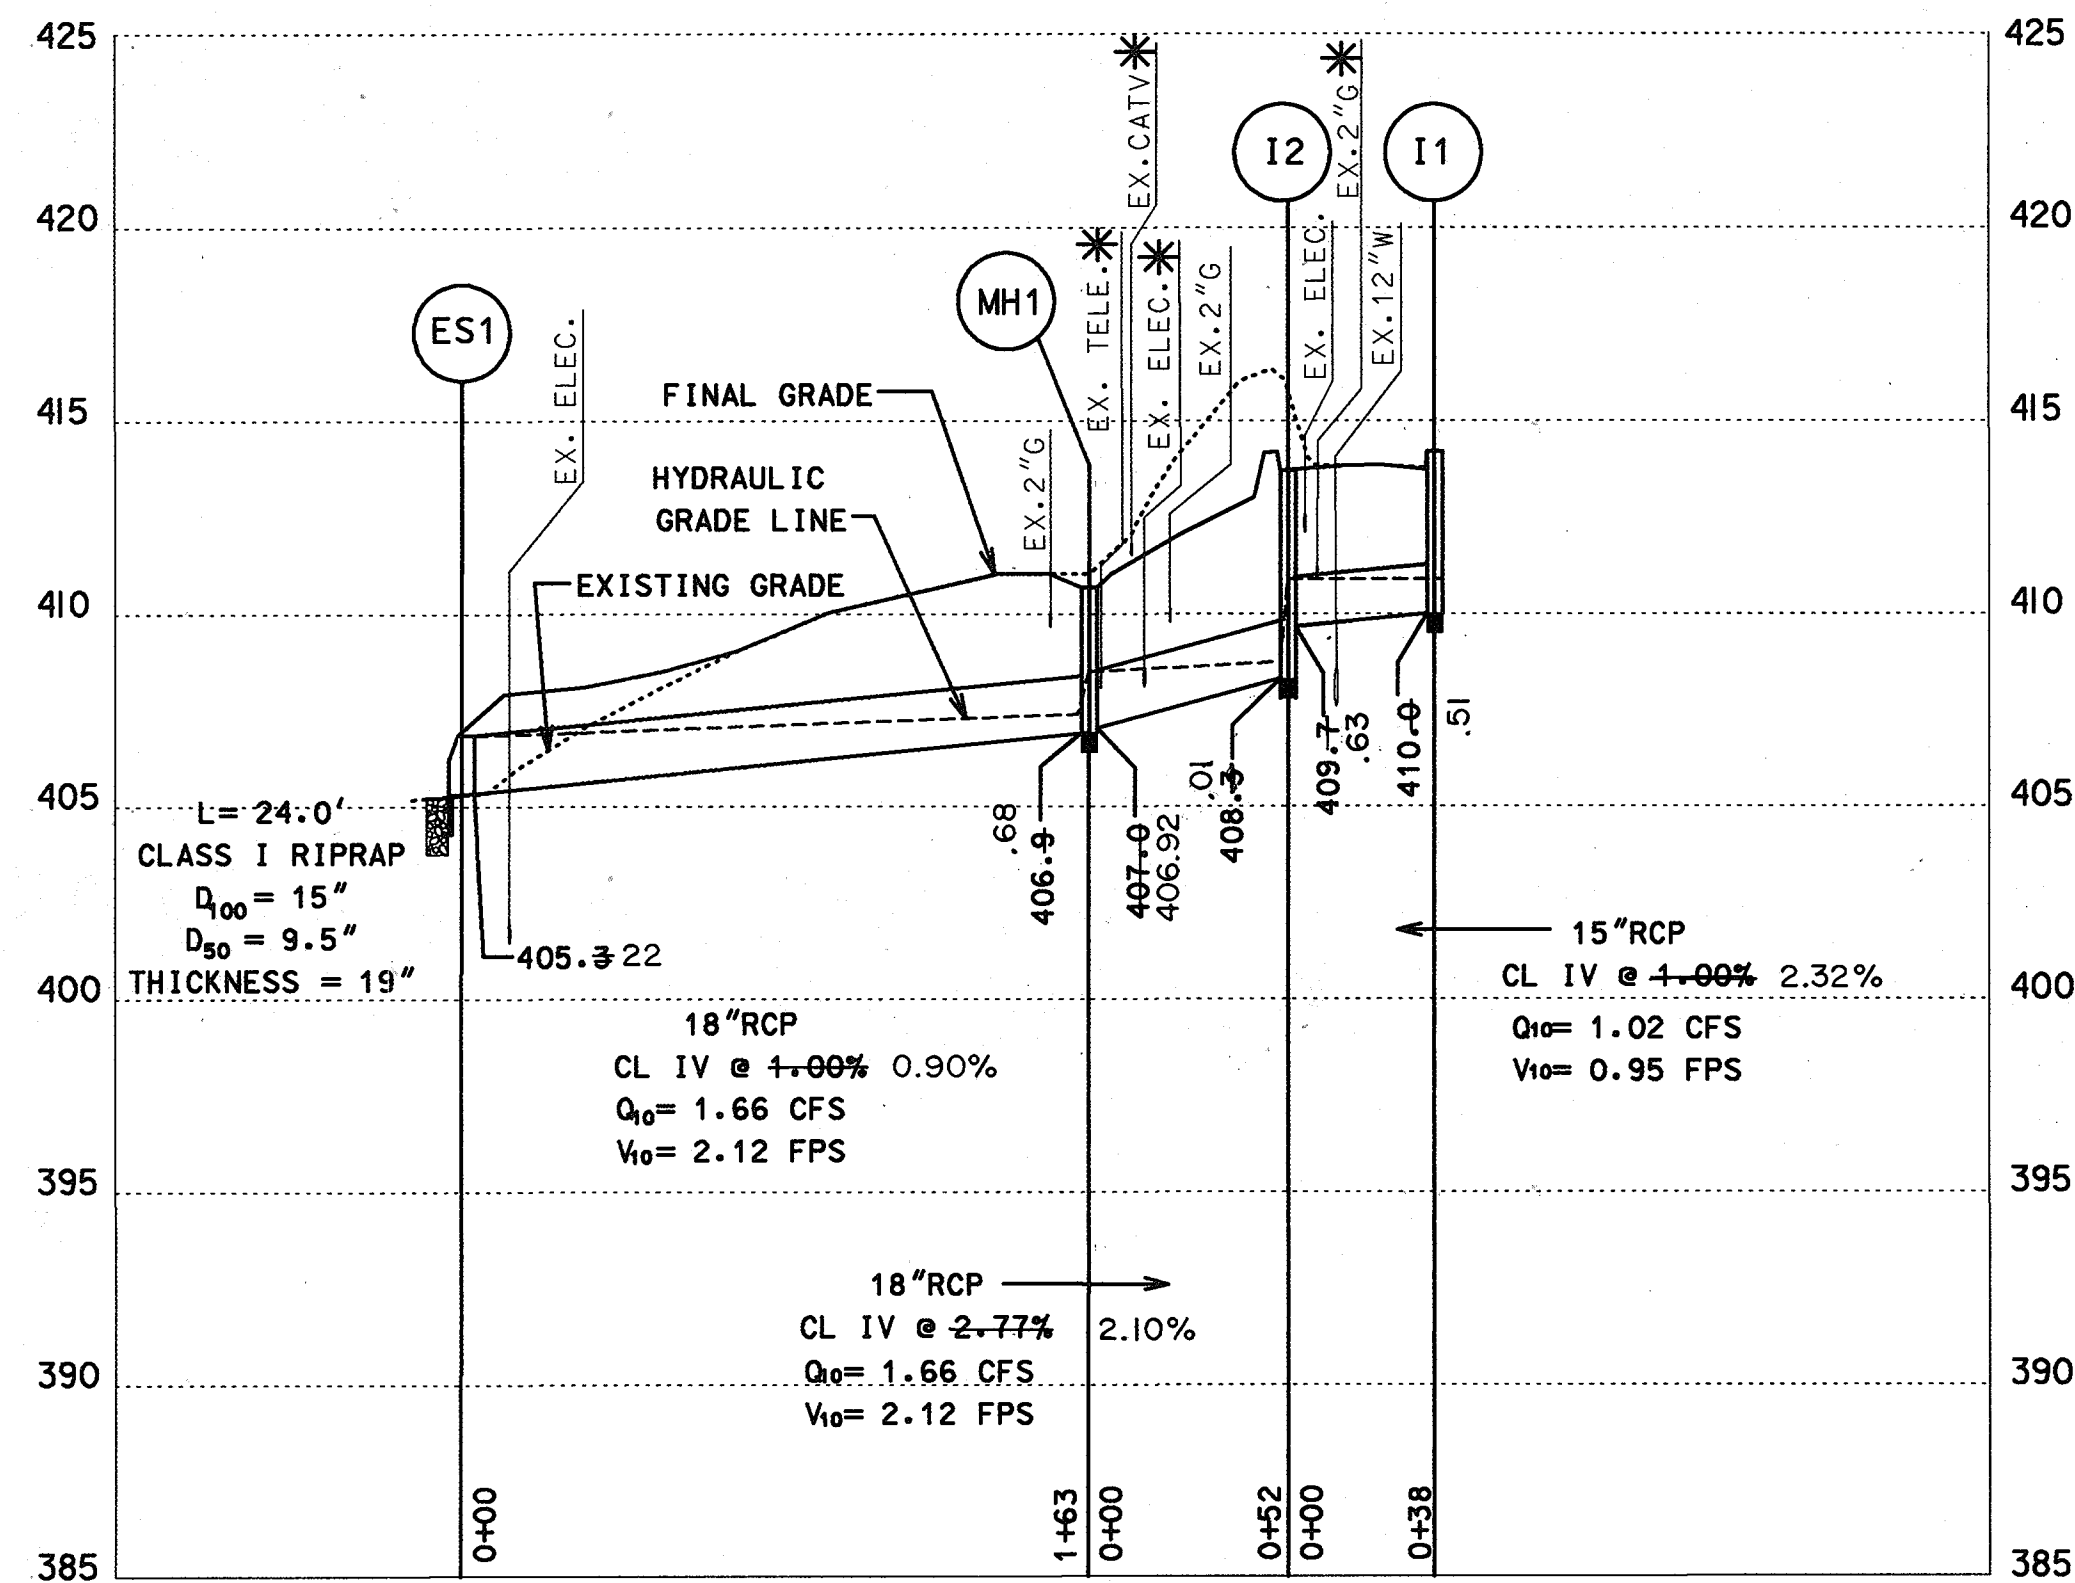 425
420
415
410
405
400
395
390
385
425
420
415
410
405
400
395
390
385
ES1
MH1
I2
I1
EX. ELEC.
EX.2"G
EX. TELE.*
EX.CATV*
EX. ELEC.*
EX.2"G
EX. ELEC.
EX.2"G*
EX.12"W
FINAL GRADE
HYDRAULIC
GRADE LINE
EXISTING GRADE
L= 24.0'
CLASS I RIPRAP
D100 = 15"
D50 = 9.5"
THICKNESS = 19"
405.3 22
.68
406.9
407.0
406.92
.01
408.3
409.7
.63
410.0
.51
18"RCP
CL IV @ 1.00% 0.90%
Q10= 1.66 CFS
V10= 2.12 FPS
18"RCP
CL IV @ 2.77% 2.10%
Q10= 1.66 CFS
V10= 2.12 FPS
15"RCP
CL IV @ 1.00% 2.32%
Q10= 1.02 CFS
V10= 0.95 FPS
0+00
1+63
0+00
0+52
0+00
0+38